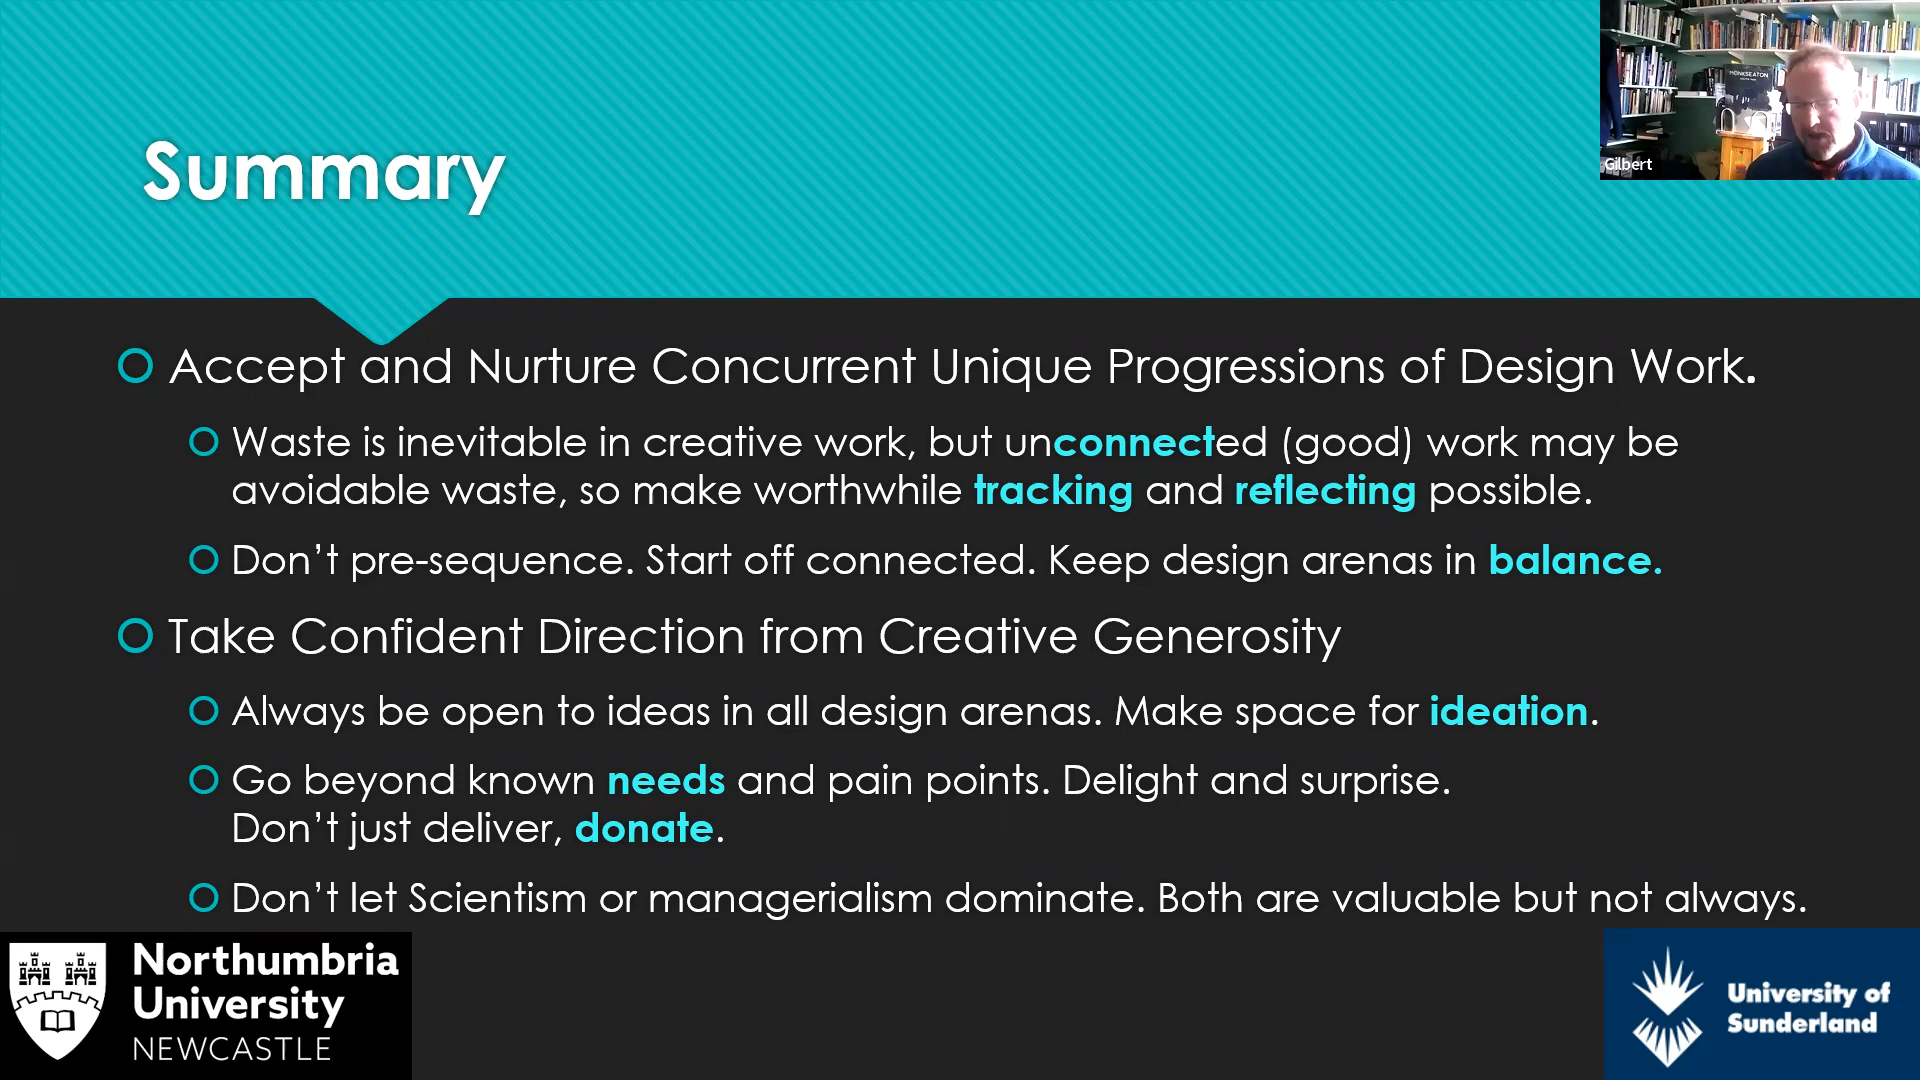 MONKSEATON
Gilbert
Summary
Accept and Nurture Concurrent Unique Progressions of Design Work.
Waste is inevitable in creative work, but unconnected (good) work may be
avoidable waste, so make worthwhile tracking and reflecting possible.
Don’t pre-sequence. Start off connected. Keep design arenas in balance.
Take Confident Direction from Creative Generosity
Always be open to ideas in all design arenas. Make space for ideation.
Go beyond known needs and pain points. Delight and surprise.
Don’t just deliver, donate.
Don’t let Scientism or managerialism dominate. Both are valuable but not always.
Northumbria
University
NEWCASTLE
University of
Sunderland